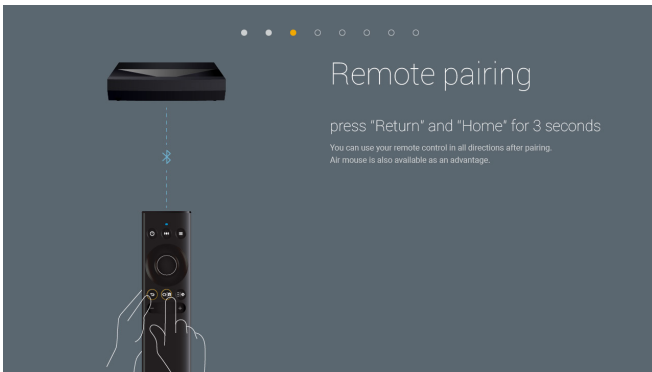 Remote pairing
press "Return" and "Home" for 3 seconds
You can use your remote control in all directions after pairing.
Air mouse is also available as an advantage.